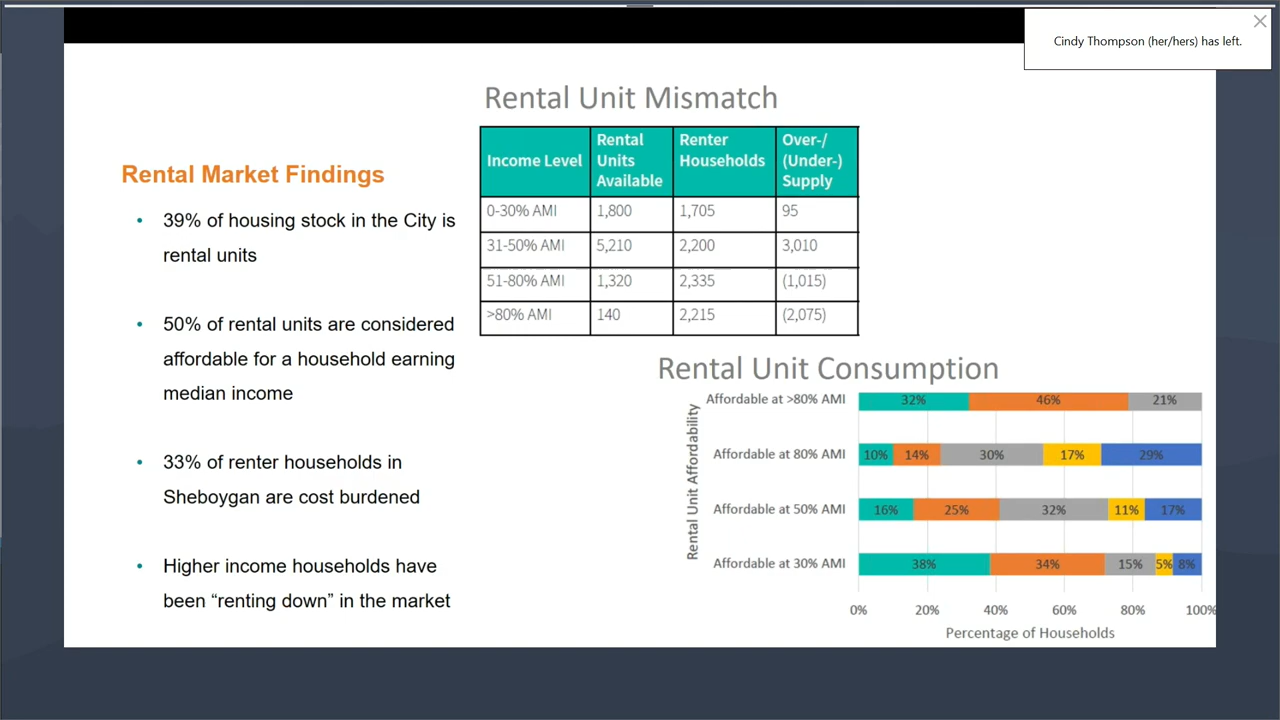 Cindy Thompson (her/hers) has left.
Rental Unit Mismatch
Rental Market Findings
• 39% of housing stock in the City is
rental units
• 50% of rental units are considered
affordable for a household earning
median income
• 33% of renter households in
Sheboygan are cost burdened
• Higher income households have
been “renting down” in the market
Income Level
Rental
Units
Available
Renter
Households
Over-/
(Under-)
Supply
0-30% AMI 1,800 1,705 95
31-50% AMI 5,210 2,200 3,010
51-80% AMI 1,320 2,335 (1,015)
>80% AMI 140 2,215 (2,075)
Rental Unit Consumption
Rental Unit Affordability
Affordable at >80% AMI 32% 46% 21%
Affordable at 80% AMI 10% 14% 30% 17% 29%
Affordable at 50% AMI 16% 25% 32% 11% 17%
Affordable at 30% AMI 38% 34% 15% 5% 8%
0% 20% 40% 60% 80% 100%
Percentage of Households